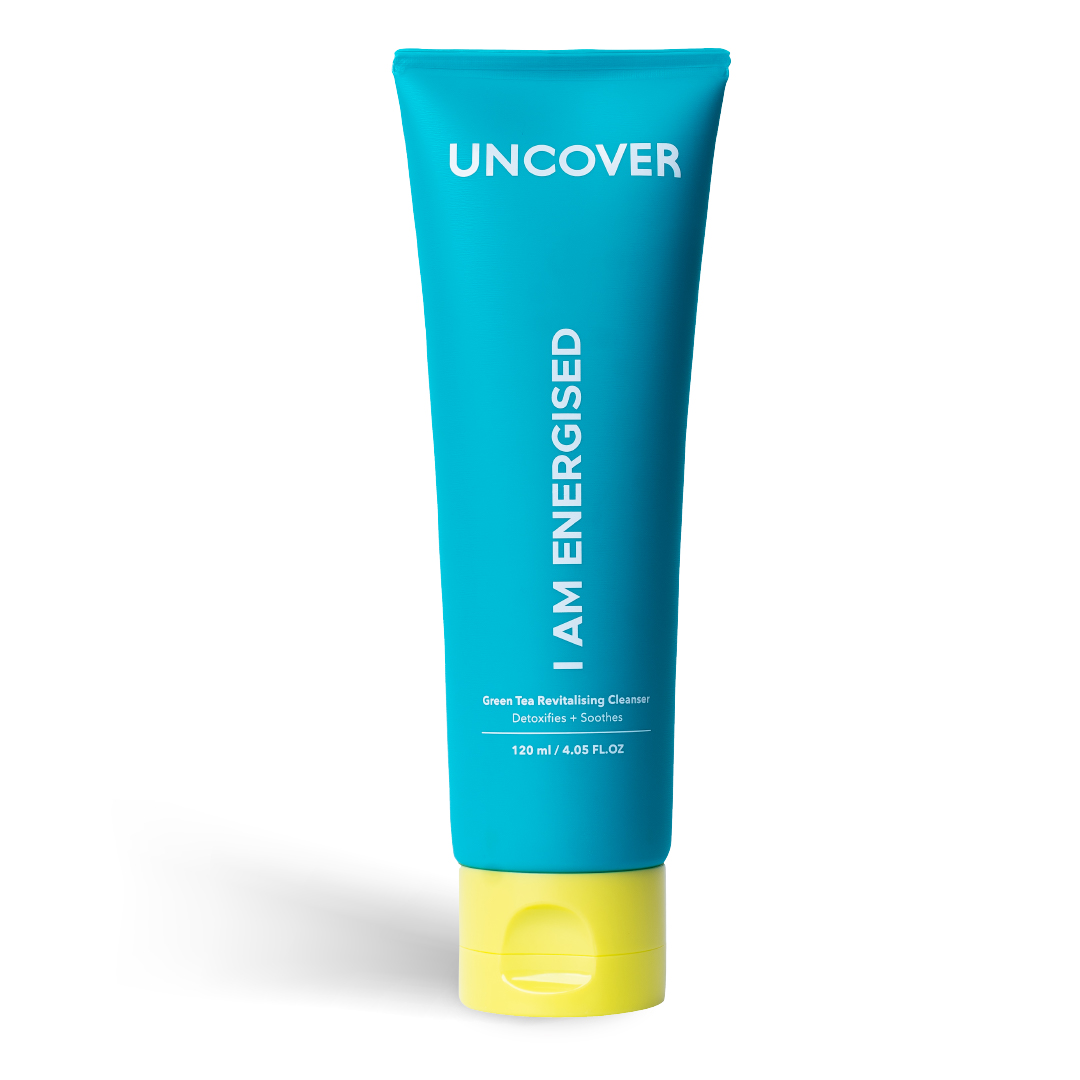 UNCOVER
I AM ENERGISED
Green Tea Revitalising Cleanser
Detoxifies + Soothes
120 ml / 4.05 FL.OZ